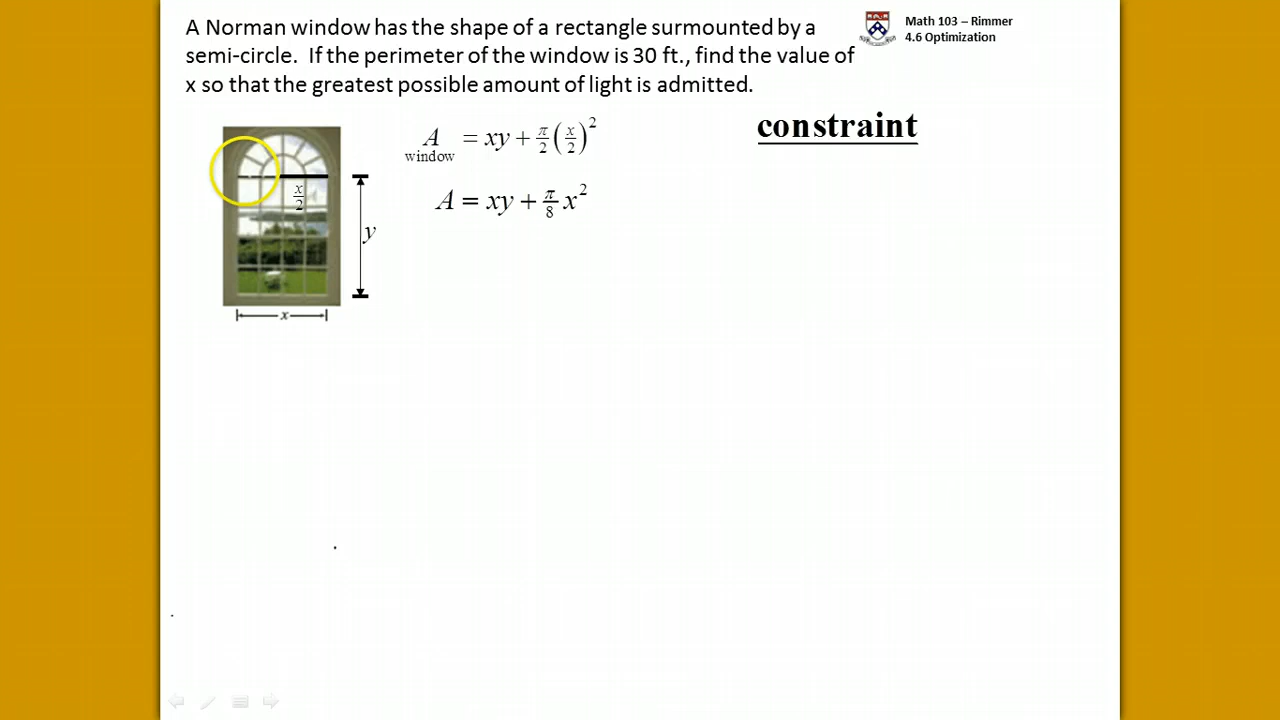 A Norman window has the shape of a rectangle surmounted by a
semi-circle. If the perimeter of the window is 30 ft., find the value of
x so that the greatest possible amount of light is admitted.
Math 103 – Rimmer
4.6 Optimization
constraint
A window = xy + π/2 (x/2)²
A = xy + π/8 x²
x/2
y
x